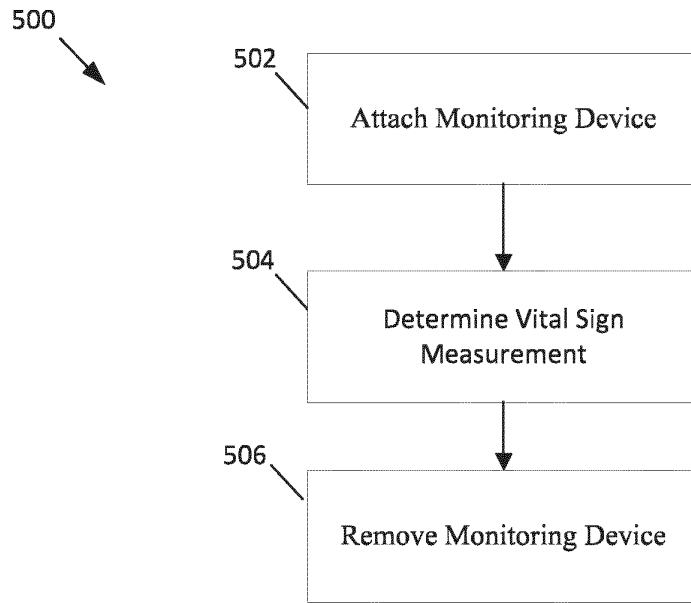 500
502
Attach Monitoring Device
504
Determine Vital Sign
Measurement
506
Remove Monitoring Device